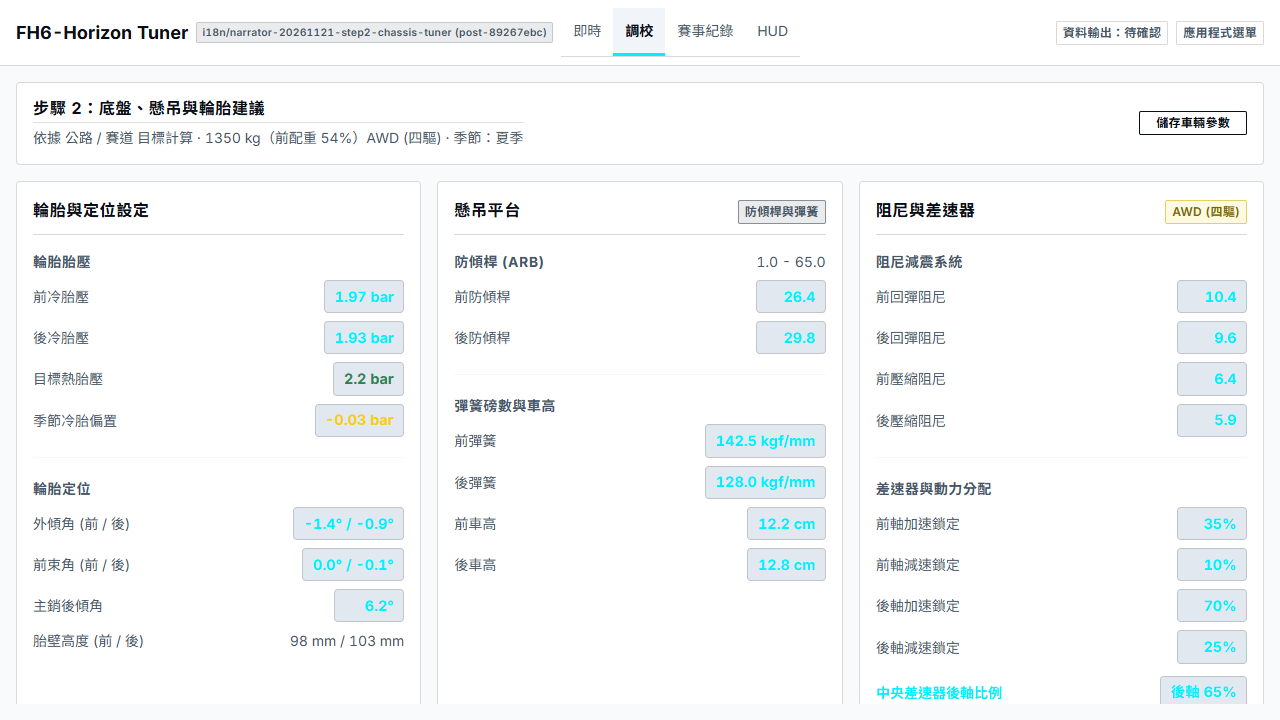 FH6-Horizon Tuner
i18n/narrator-20261121-step2-chassis-tuner (post-89267ebc)
即時
調校
賽事紀錄
HUD
資料輸出：待確認
應用程式選單
步驟 2：底盤、懸吊與輪胎建議
依據 公路 / 賽道 目標計算 · 1350 kg（前配重 54%）AWD (四驅) · 季節：夏季
儲存車輛參數
輪胎與定位設定
輪胎胎壓
前冷胎壓 1.97 bar
後冷胎壓 1.93 bar
目標熱胎壓 2.2 bar
季節冷胎偏置 -0.03 bar
輪胎定位
外傾角 (前 / 後) -1.4° / -0.9°
前束角 (前 / 後) 0.0° / -0.1°
主銷後傾角 6.2°
胎壁高度 (前 / 後) 98 mm / 103 mm
懸吊平台
防傾桿與彈簧
防傾桿 (ARB) 1.0 - 65.0
前防傾桿 26.4
後防傾桿 29.8
彈簧磅數與車高
前彈簧 142.5 kgf/mm
後彈簧 128.0 kgf/mm
前車高 12.2 cm
後車高 12.8 cm
阻尼與差速器
AWD (四驅)
阻尼減震系統
前回彈阻尼 10.4
後回彈阻尼 9.6
前壓縮阻尼 6.4
後壓縮阻尼 5.9
差速器與動力分配
前軸加速鎖定 35%
前軸減速鎖定 10%
後軸加速鎖定 70%
後軸減速鎖定 25%
中央差速器後軸比例 後軸 65%